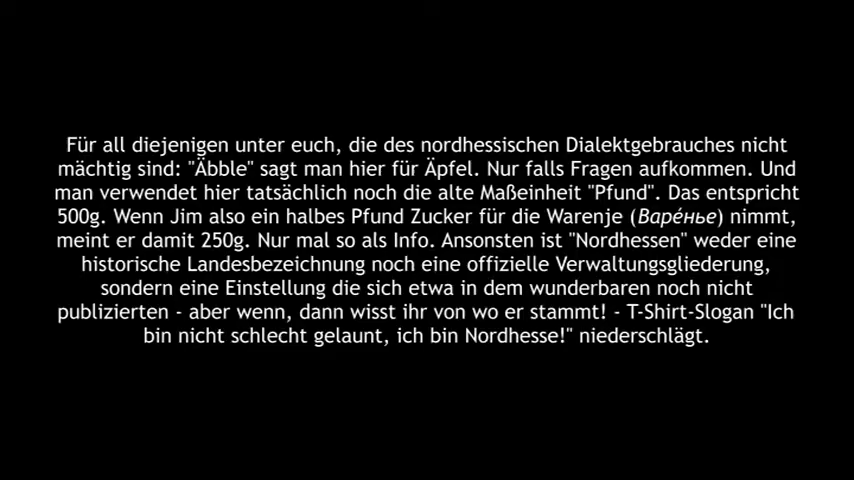 Für all diejenigen unter euch, die des nordhessischen Dialektgebrauches nicht
mächtig sind: "Äbble" sagt man hier für Äpfel. Nur falls Fragen aufkommen. Und
man verwendet hier tatsächlich noch die alte Maßeinheit "Pfund". Das entspricht
500g. Wenn Jim also ein halbes Pfund Zucker für die Warenje (Варéнье) nimmt,
meint er damit 250g. Nur mal so als Info. Ansonsten ist "Nordhessen" weder eine
historische Landesbezeichnung noch eine offizielle Verwaltungsgliederung,
sondern eine Einstellung die sich etwa in dem wunderbaren noch nicht
publizierten - aber wenn, dann wisst ihr von wo er stammt! - T-Shirt-Slogan "Ich
bin nicht schlecht gelaunt, ich bin Nordhesse!" niederschlägt.